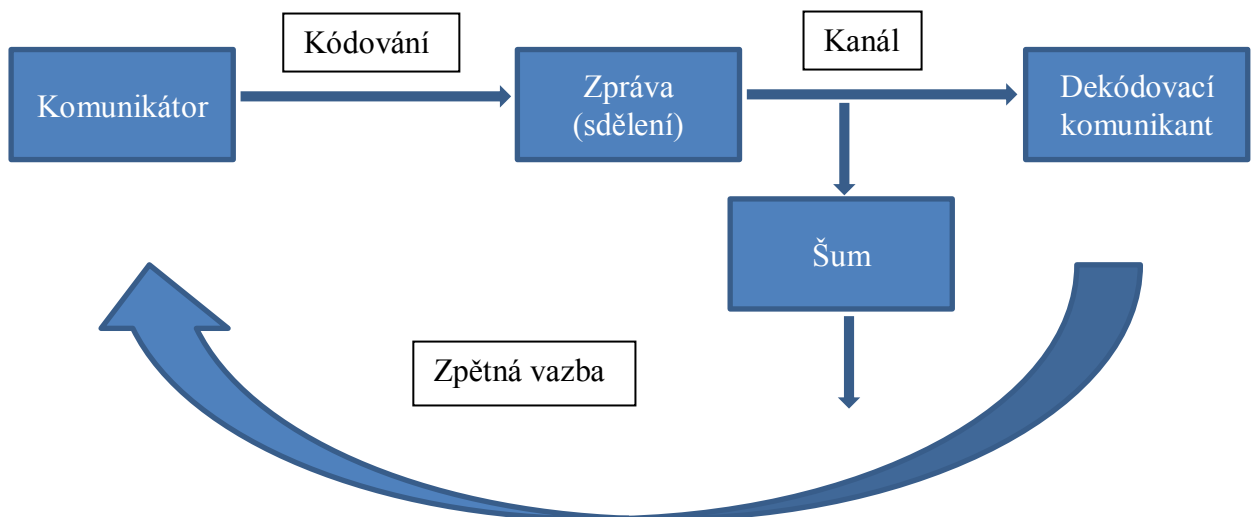 Kódování
Kanál
Komunikátor
Zpráva
(sdělení)
Dekódovací
komunikant
Šum
Zpětná vazba